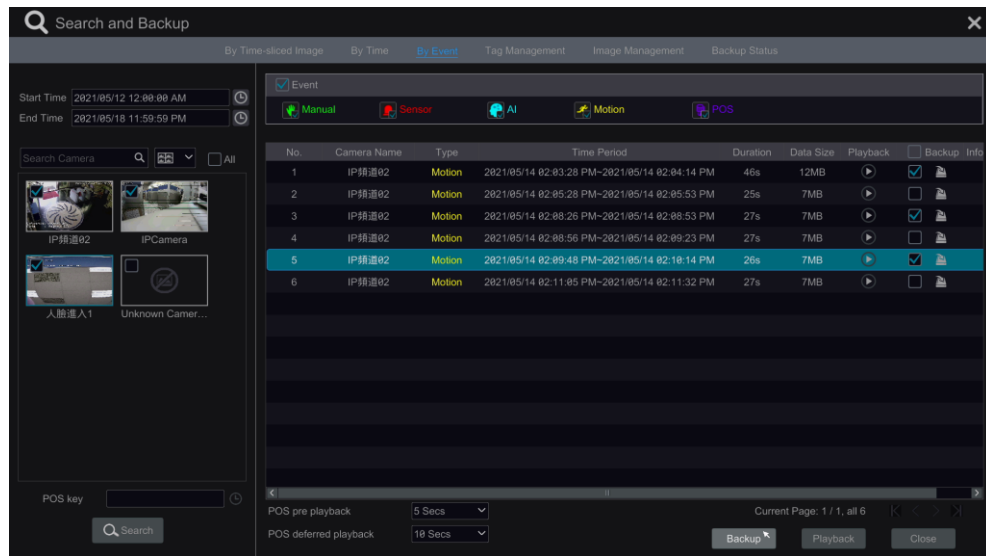 Search and Backup
By Time-sliced Image By Time By Event Tag Management Image Management Backup Status
Start Time 2021/05/12 12:00:00 AM
End Time 2021/05/18 11:59:59 PM
Search Camera All
IP頻道02 IPCamera
人臉進入1 Unknown Camer...
POS key
Search
Event
Manual Sensor AI Motion POS
No. Camera Name Type Time Period Duration Data Size Playback Backup Info
1 IP頻道02 Motion 2021/05/14 02:03:28 PM~2021/05/14 02:04:14 PM 46s 12MB
2 IP頻道02 Motion 2021/05/14 02:05:28 PM~2021/05/14 02:05:53 PM 25s 7MB
3 IP頻道02 Motion 2021/05/14 02:08:26 PM~2021/05/14 02:08:53 PM 27s 7MB
4 IP頻道02 Motion 2021/05/14 02:08:56 PM~2021/05/14 02:09:23 PM 27s 7MB
5 IP頻道02 Motion 2021/05/14 02:09:48 PM~2021/05/14 02:10:14 PM 26s 7MB
6 IP頻道02 Motion 2021/05/14 02:11:05 PM~2021/05/14 02:11:32 PM 27s 7MB
POS pre playback 5 Secs
Current Page: 1 / 1, all 6
POS deferred playback 10 Secs
Backup Playback Close